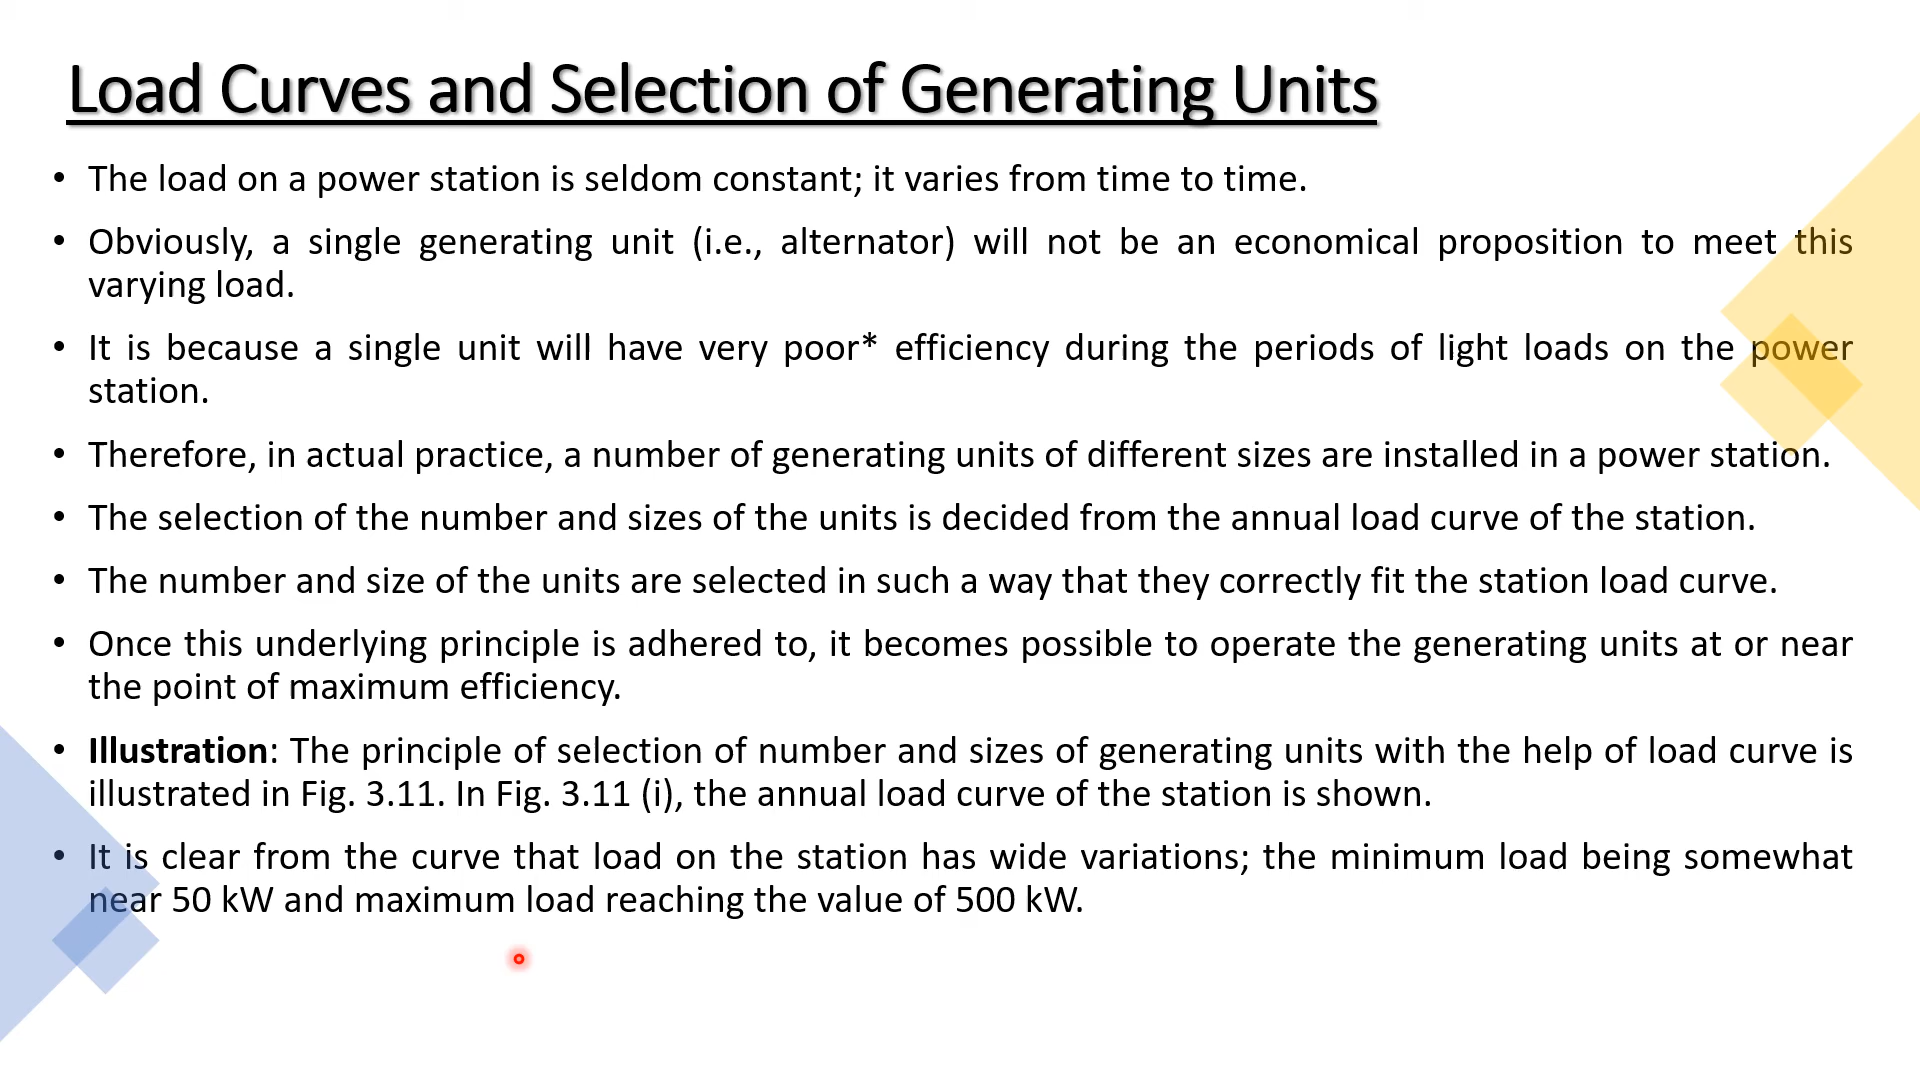 Load Curves and Selection of Generating Units
• The load on a power station is seldom constant; it varies from time to time.
• Obviously, a single generating unit (i.e., alternator) will not be an economical proposition to meet this
varying load.
• It is because a single unit will have very poor* efficiency during the periods of light loads on the power
station.
• Therefore, in actual practice, a number of generating units of different sizes are installed in a power station.
• The selection of the number and sizes of the units is decided from the annual load curve of the station.
• The number and size of the units are selected in such a way that they correctly fit the station load curve.
• Once this underlying principle is adhered to, it becomes possible to operate the generating units at or near
the point of maximum efficiency.
• Illustration: The principle of selection of number and sizes of generating units with the help of load curve is
illustrated in Fig. 3.11. In Fig. 3.11 (i), the annual load curve of the station is shown.
• It is clear from the curve that load on the station has wide variations; the minimum load being somewhat
near 50 kW and maximum load reaching the value of 500 kW.